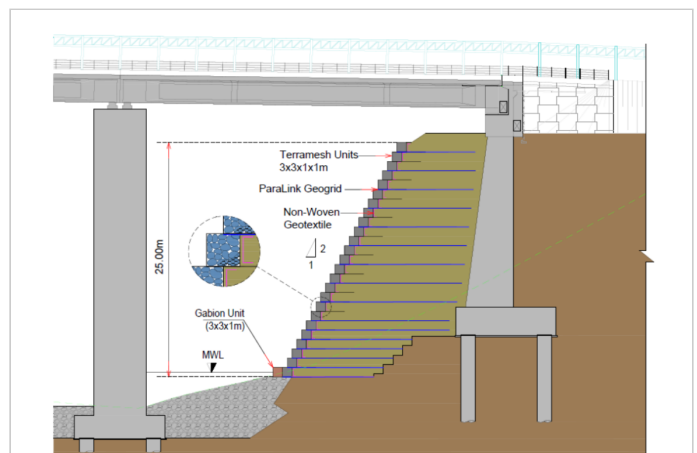 Terramesh Units
3x3x1x1m
ParaLink Geogrid
Non-Woven
Geotextile
2
1
25.00m
Gabion Unit
(3x3x1m)
MWL